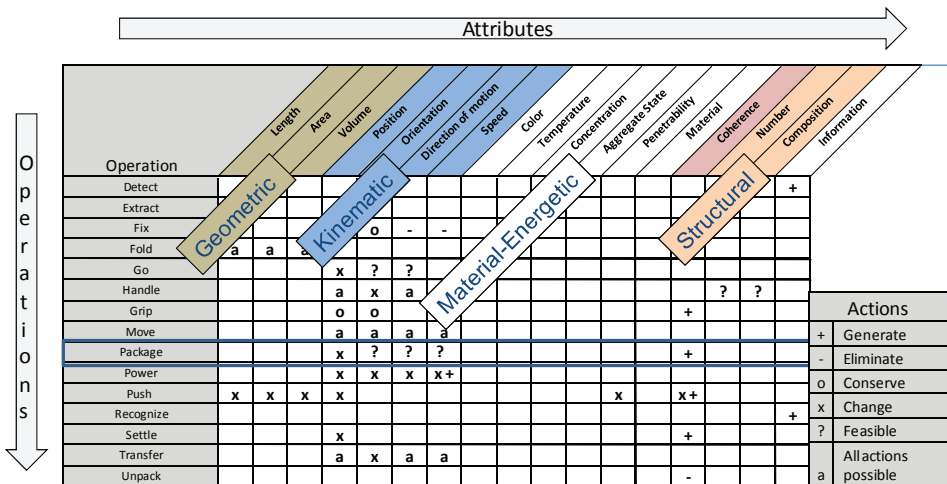 Attributes
Operrations
Operation
Length
Area
Volume
Position
Orientation
Direction of motion
Speed
Color
Temperature
Concentration
Aggregate State
Penetrability
Material
Coherence
Number
Composition
Information
Geometric
Kinematic
Material-Energetic
Structural
Detect +
Extract
Fix o - -
Fold a a a
Go x ? ?
Handle a x a ? ?
Grip o o +
Move a a a a
Package x ? ? ? +
Power x x x x+
Push x x x x x x+
Recognize +
Settle x +
Transfer a x a a
Unpack -
Actions
+ Generate
- Eliminate
o Conserve
x Change
? Feasible
a All actions
possible